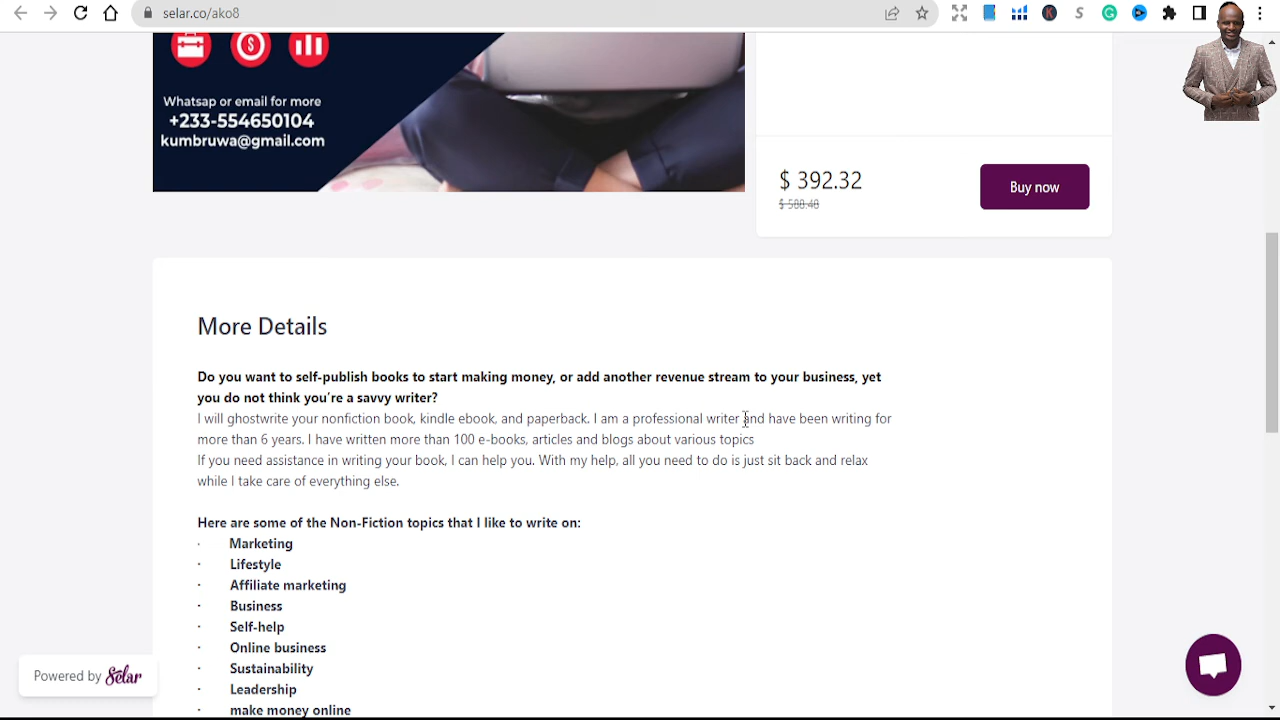 selar.co/ako8
Whatsap or email for more
+233-554650104
kumbruwa@gmail.com
$ 392.32
$ 588.48
Buy now
More Details
Do you want to self-publish books to start making money, or add another revenue stream to your business, yet
you do not think you're a savvy writer?
I will ghostwrite your nonfiction book, kindle ebook, and paperback. I am a professional writer and have been writing for
more than 6 years. I have written more than 100 e-books, articles and blogs about various topics
If you need assistance in writing your book, I can help you. With my help, all you need to do is just sit back and relax
while I take care of everything else.
Here are some of the Non-Fiction topics that I like to write on:
· Marketing
· Lifestyle
· Affiliate marketing
· Business
· Self-help
· Online business
· Sustainability
· Leadership
· make money online
Powered by Selar